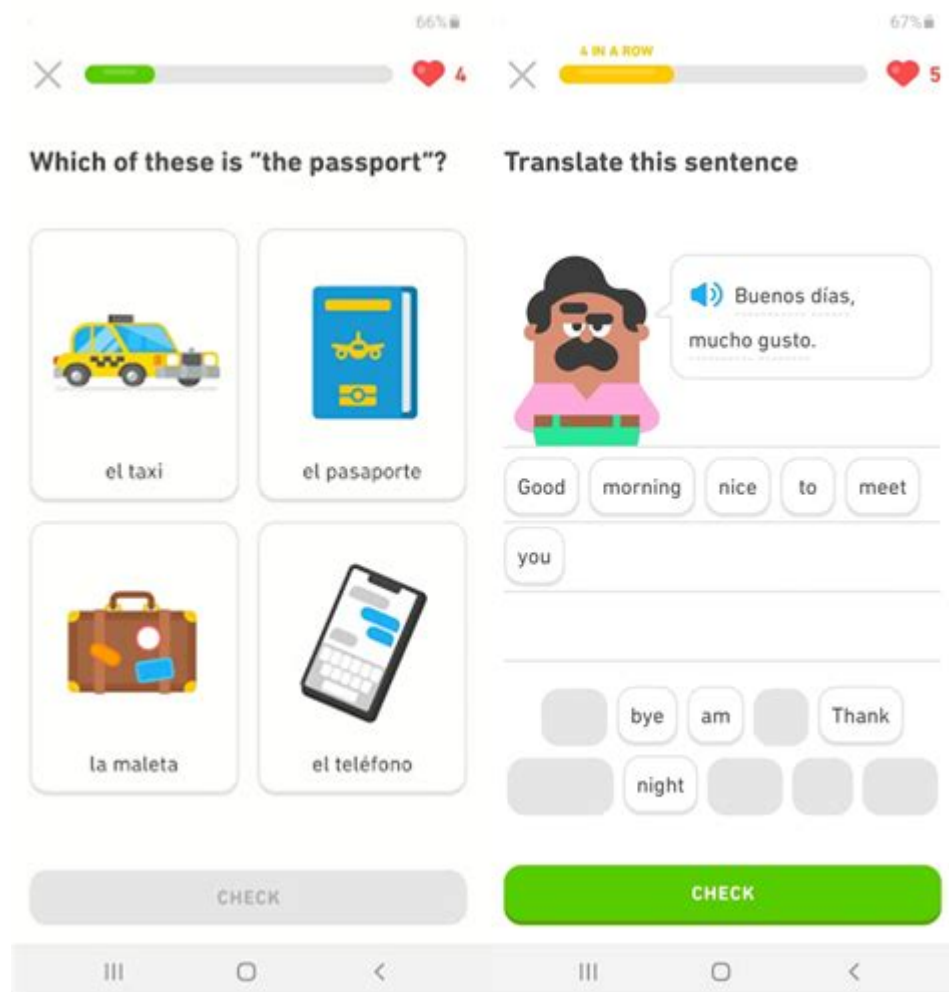 66%
4
Which of these is "the passport"?
el taxi
el pasaporte
la maleta
el teléfono
CHECK
67%
4 IN A ROW
5
Translate this sentence
Buenos días,
mucho gusto.
Good morning nice to meet
you
bye am Thank
night
CHECK